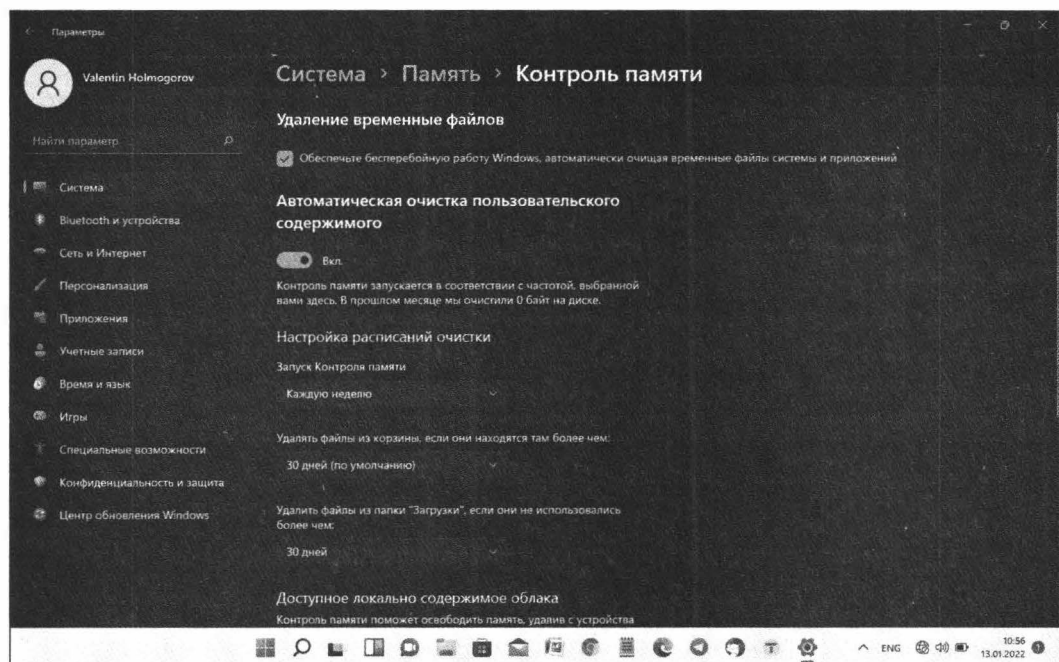 Параметры
Valentin Holmogorov
Найти параметр
Система
Bluetooth и устройства
Сеть и Интернет
Персонализация
Приложения
Учетные записи
Время и язык
Игры
Специальные возможности
Конфиденциальность и защита
Центр обновления Windows
Система > Память > Контроль памяти
Удаление временные файлов
Обеспечьте бесперебойную работу Windows, автоматически очищая временные файлы системы и приложений
Автоматическая очистка пользовательского
содержимого
Вкл.
Контроль памяти запускается в соответствии с частотой, выбранной
вами здесь. В прошлом месяце мы очистили 0 байт на диске.
Настройка расписаний очистки
Запуск Контроля памяти
Каждую неделю
Удалять файлы из корзины, если они находятся там более чем:
30 дней (по умолчанию)
Удалить файлы из папки "Загрузки", если они не использовались
более чем:
30 дней
Доступное локально содержимое облака
Контроль памяти поможет освободить память, удалив с устройства
ENG
10:56
13.01.2022